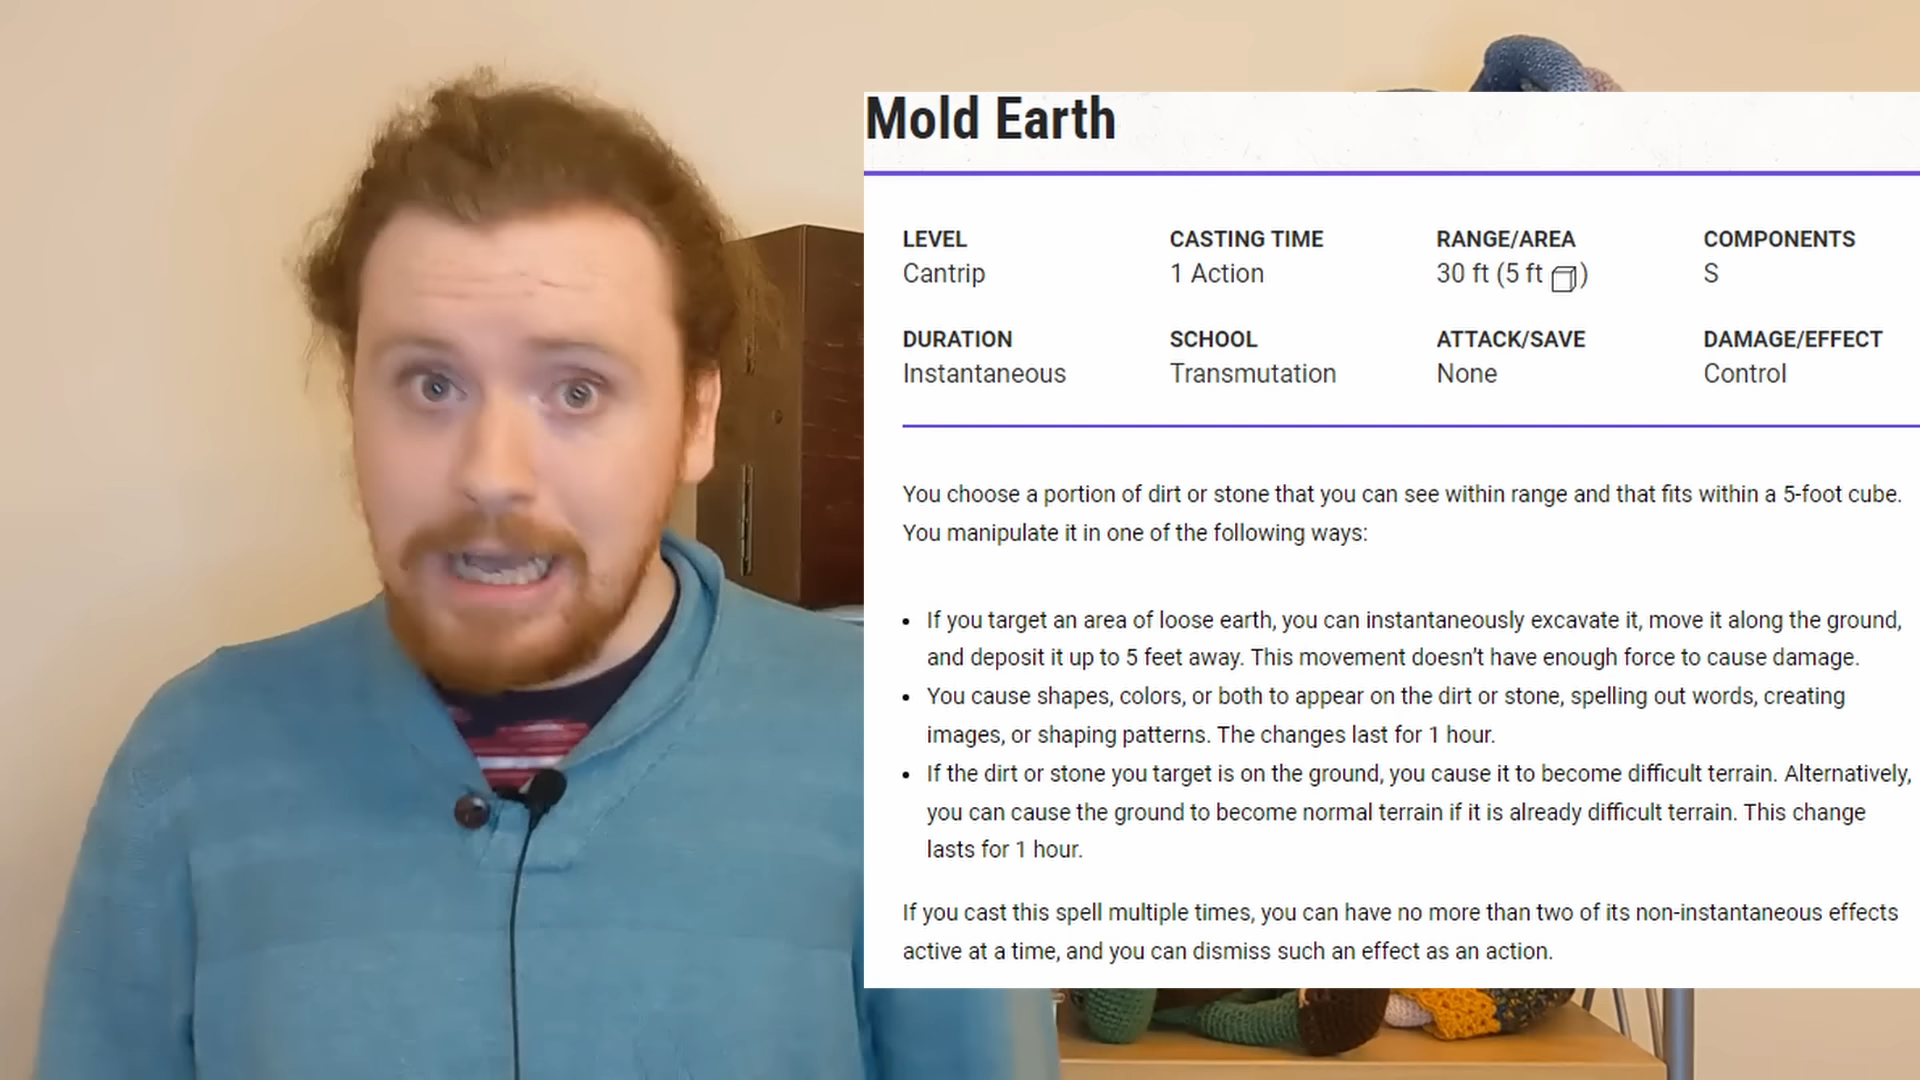 Mold Earth
LEVEL
Cantrip
CASTING TIME
1 Action
RANGE/AREA
30 ft (5 ft )
COMPONENTS
S
DURATION
Instantaneous
SCHOOL
Transmutation
ATTACK/SAVE
None
DAMAGE/EFFECT
Control
You choose a portion of dirt or stone that you can see within range and that fits within a 5-foot cube.
You manipulate it in one of the following ways:
• If you target an area of loose earth, you can instantaneously excavate it, move it along the ground,
and deposit it up to 5 feet away. This movement doesn’t have enough force to cause damage.
• You cause shapes, colors, or both to appear on the dirt or stone, spelling out words, creating
images, or shaping patterns. The changes last for 1 hour.
• If the dirt or stone you target is on the ground, you cause it to become difficult terrain. Alternatively,
you can cause the ground to become normal terrain if it is already difficult terrain. This change
lasts for 1 hour.
If you cast this spell multiple times, you can have no more than two of its non-instantaneous effects
active at a time, and you can dismiss such an effect as an action.